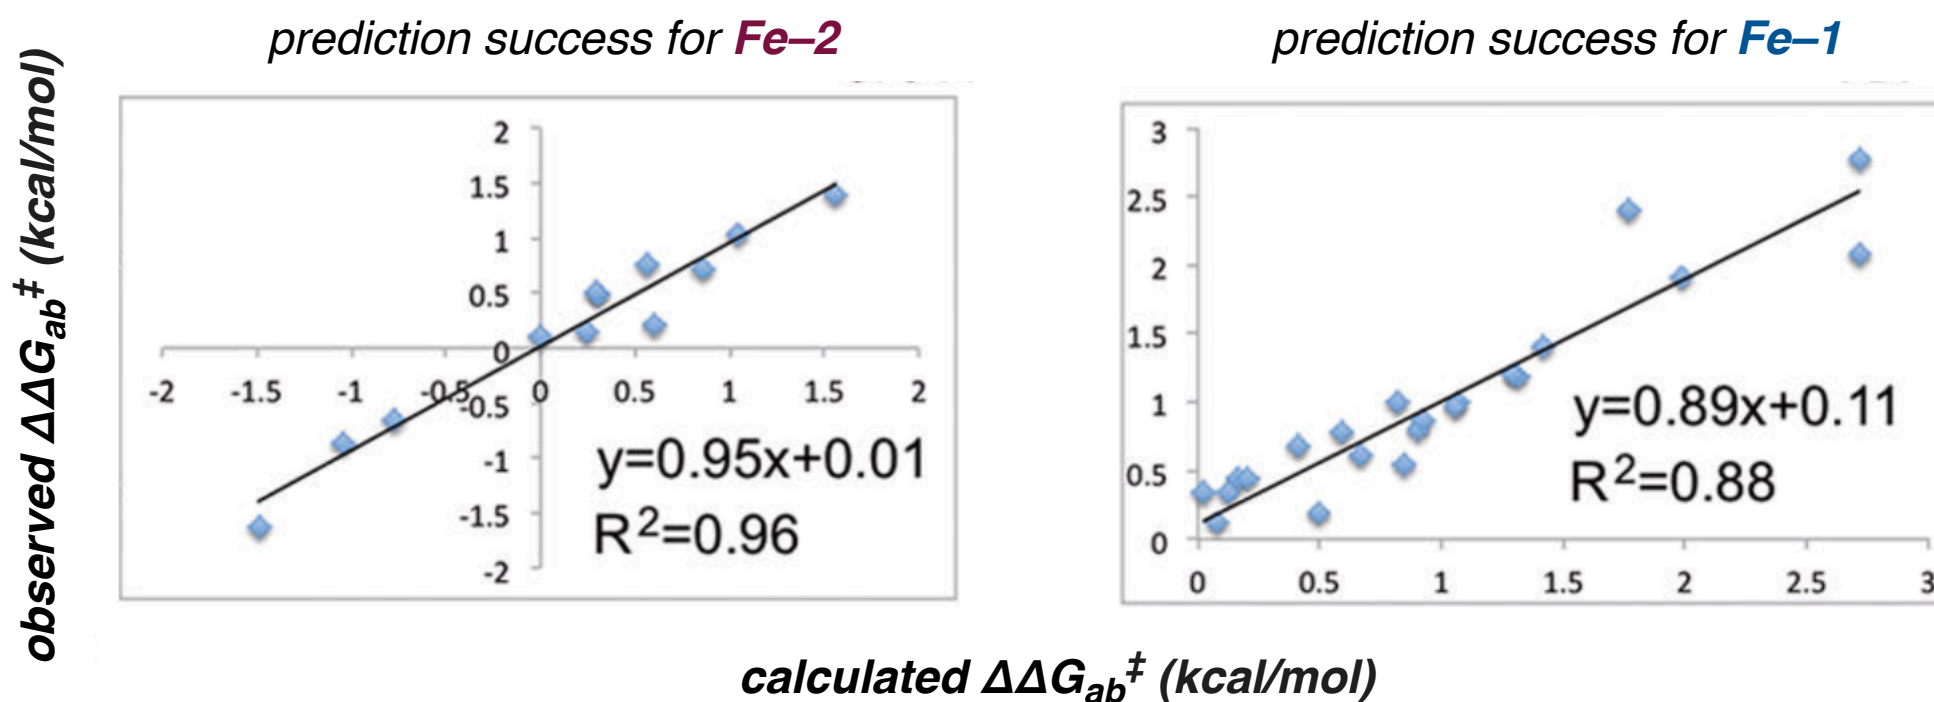 prediction success for Fe–2
prediction success for Fe–1
observed ΔΔG_ab‡ (kcal/mol)
2
1.5
1
0.5
0
-0.5
-1
-1.5
-2
-2 -1.5 -1 -0.5 0 0.5 1 1.5 2
y=0.95x+0.01
R²=0.96
3
2.5
2
1.5
1
0.5
0
0 0.5 1 1.5 2 2.5 3
y=0.89x+0.11
R²=0.88
calculated ΔΔG_ab‡ (kcal/mol)